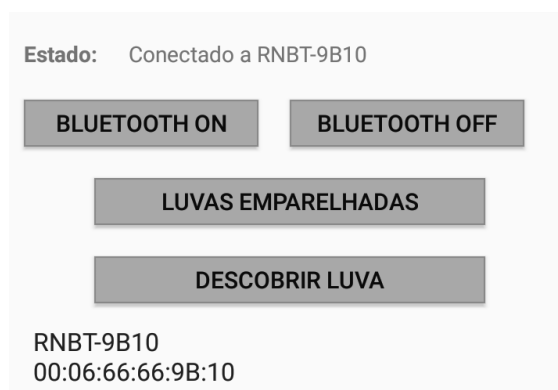 Estado: Conectado a RNBT-9B10
BLUETOOTH ON BLUETOOTH OFF
LUVAS EMPARELHADAS
DESCOBRIR LUVA
RNBT-9B10
00:06:66:66:9B:10